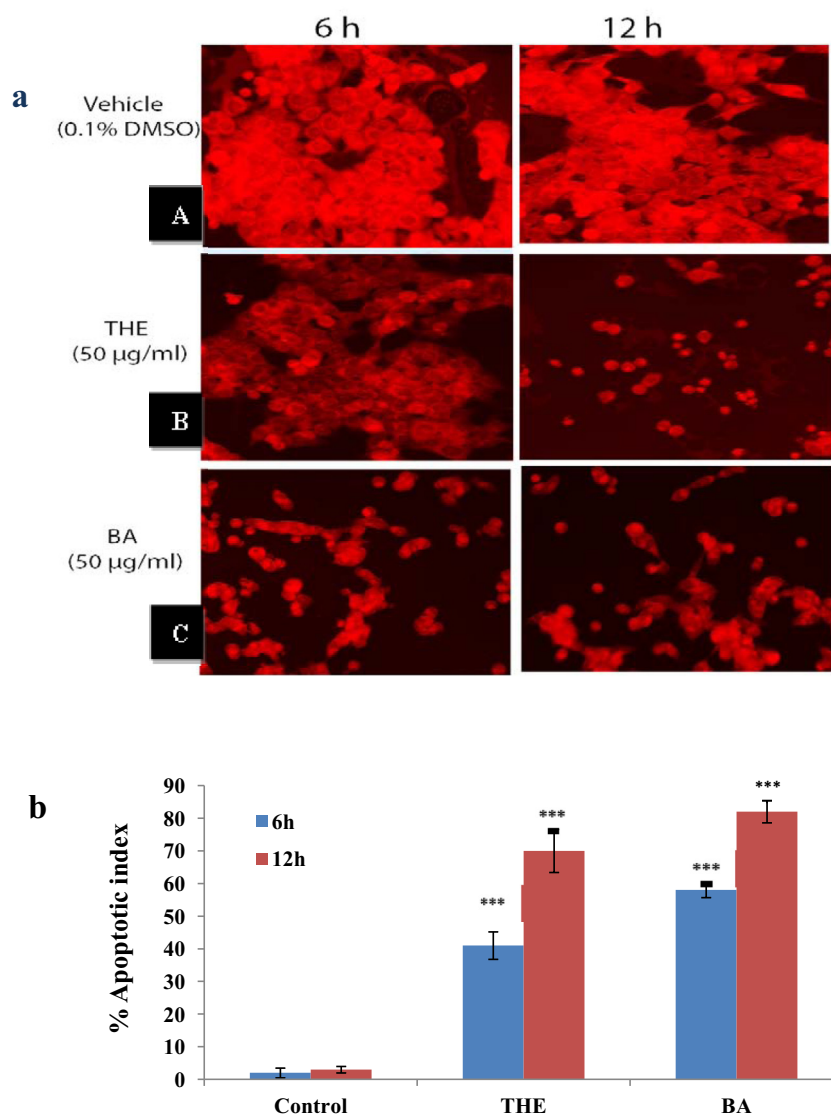 6 h 12 h
a
Vehicle
(0.1% DMSO)
A
THE
(50 µg/ml)
B
BA
(50 µg/ml)
C
b
% Apoptotic index
90
80
70
60
50
40
30
20
10
0
6h
12h
***
***
***
***
Control THE BA